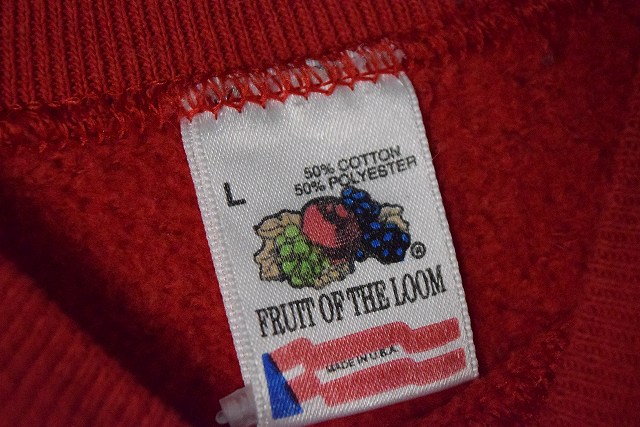 L
50% COTTON
50% POLYESTER
®
FRUIT OF THE LOOM
MADE IN U.S.A.